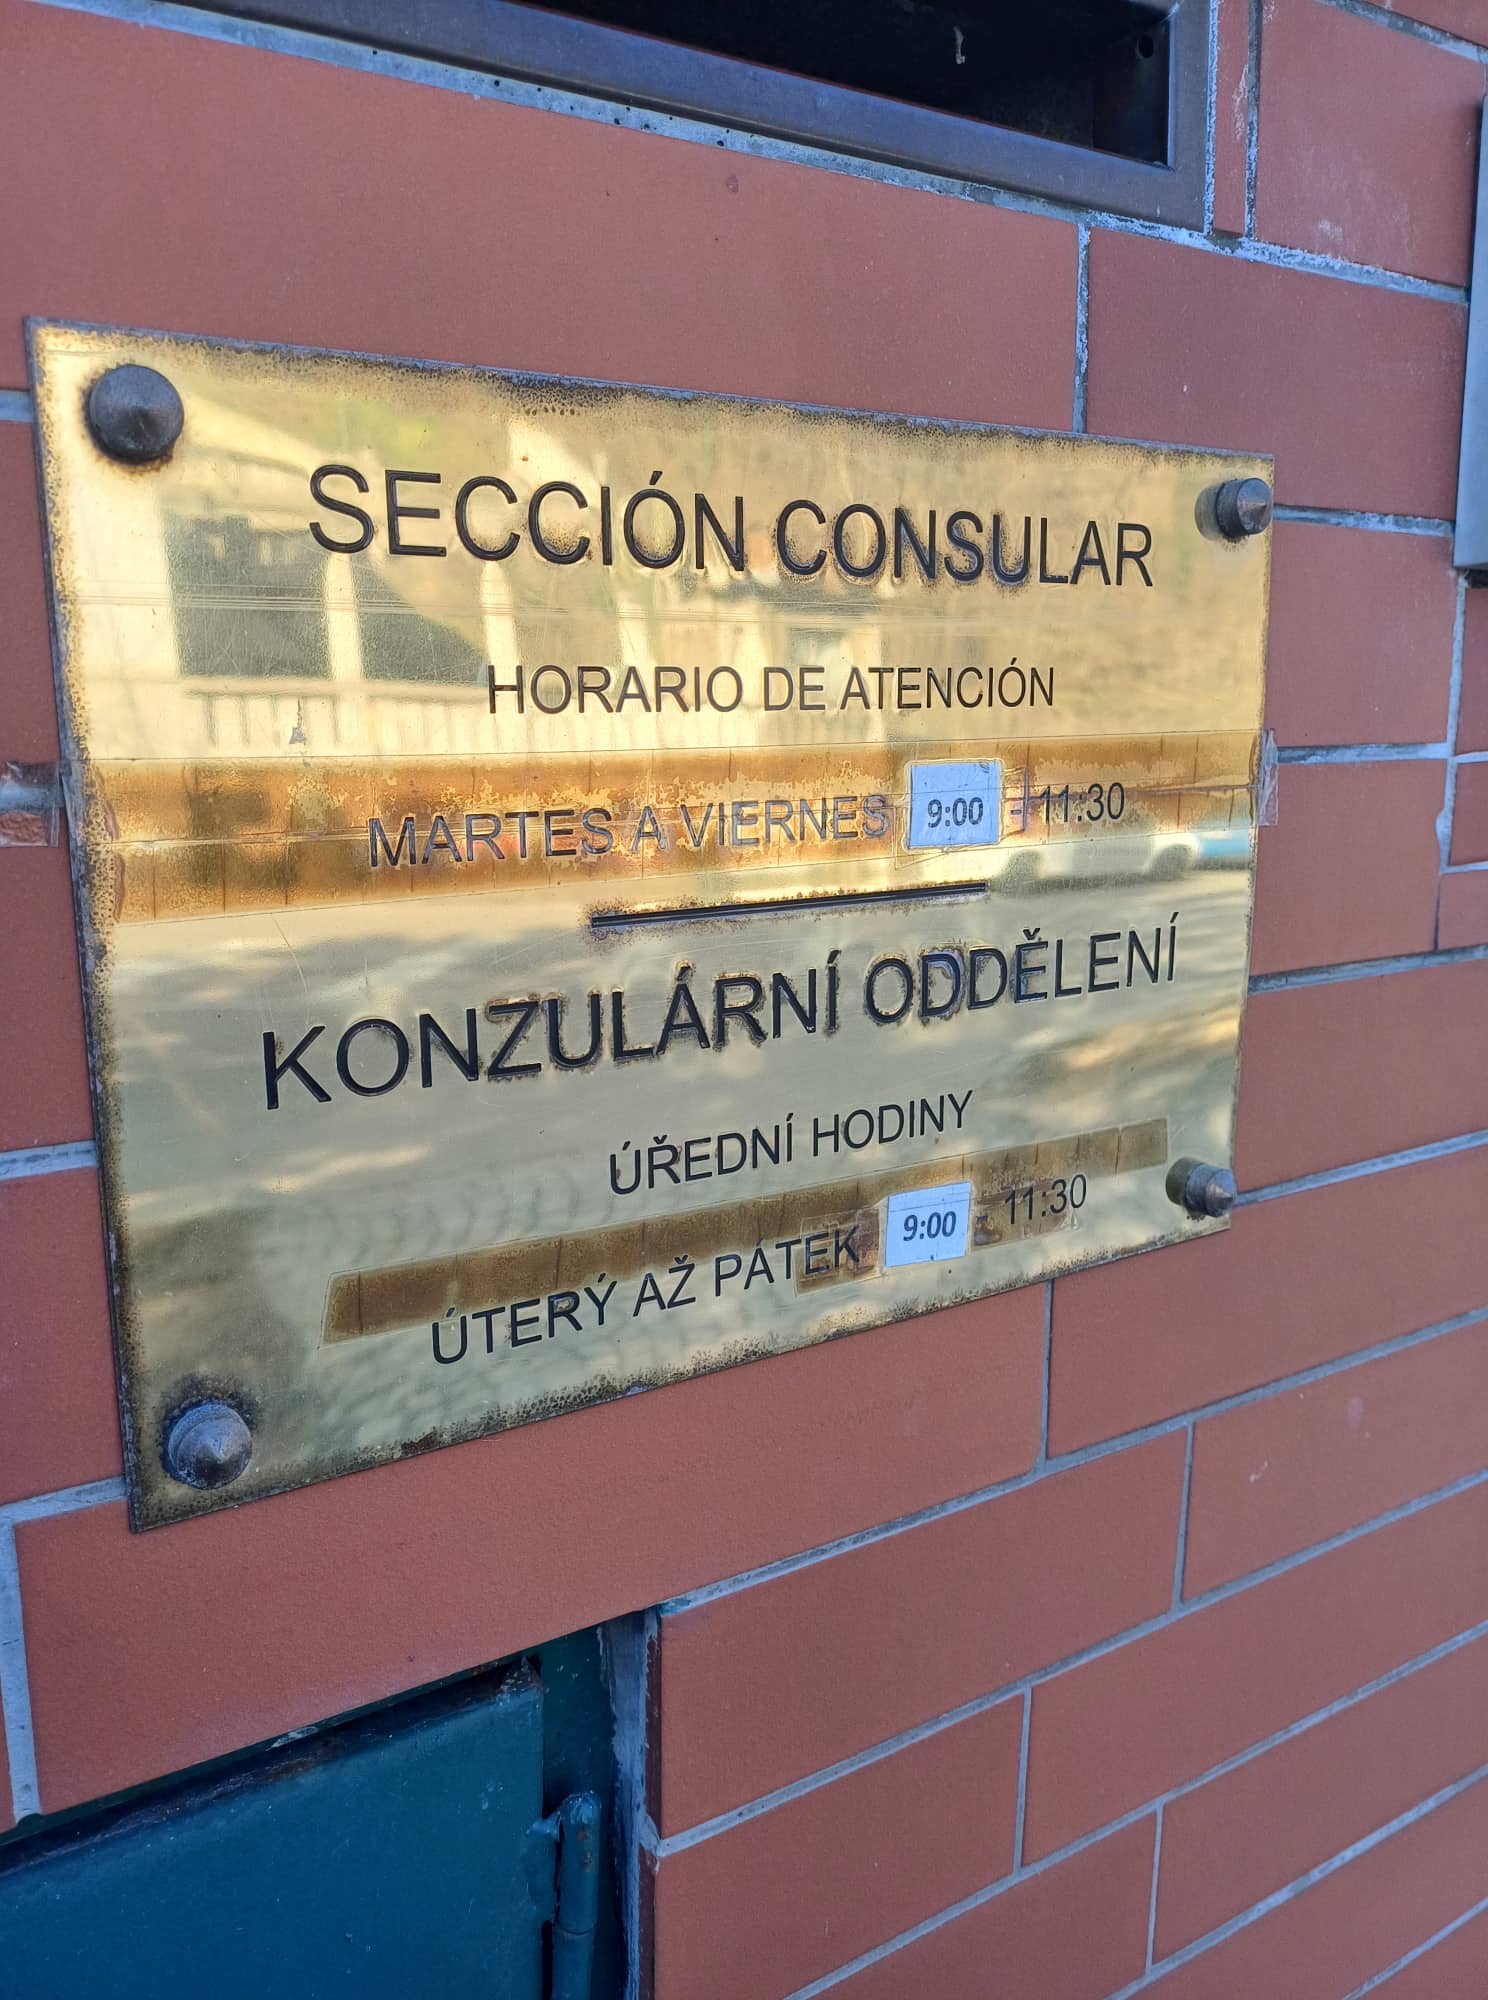 SECCIÓN CONSULAR
HORARIO DE ATENCIÓN
MARTES A VIERNES 9:00 - 11:30
KONZULÁRNÍ ODDĚLENÍ
ÚŘEDNÍ HODINY
ÚTERÝ AŽ PÁTEK 9:00 - 11:30